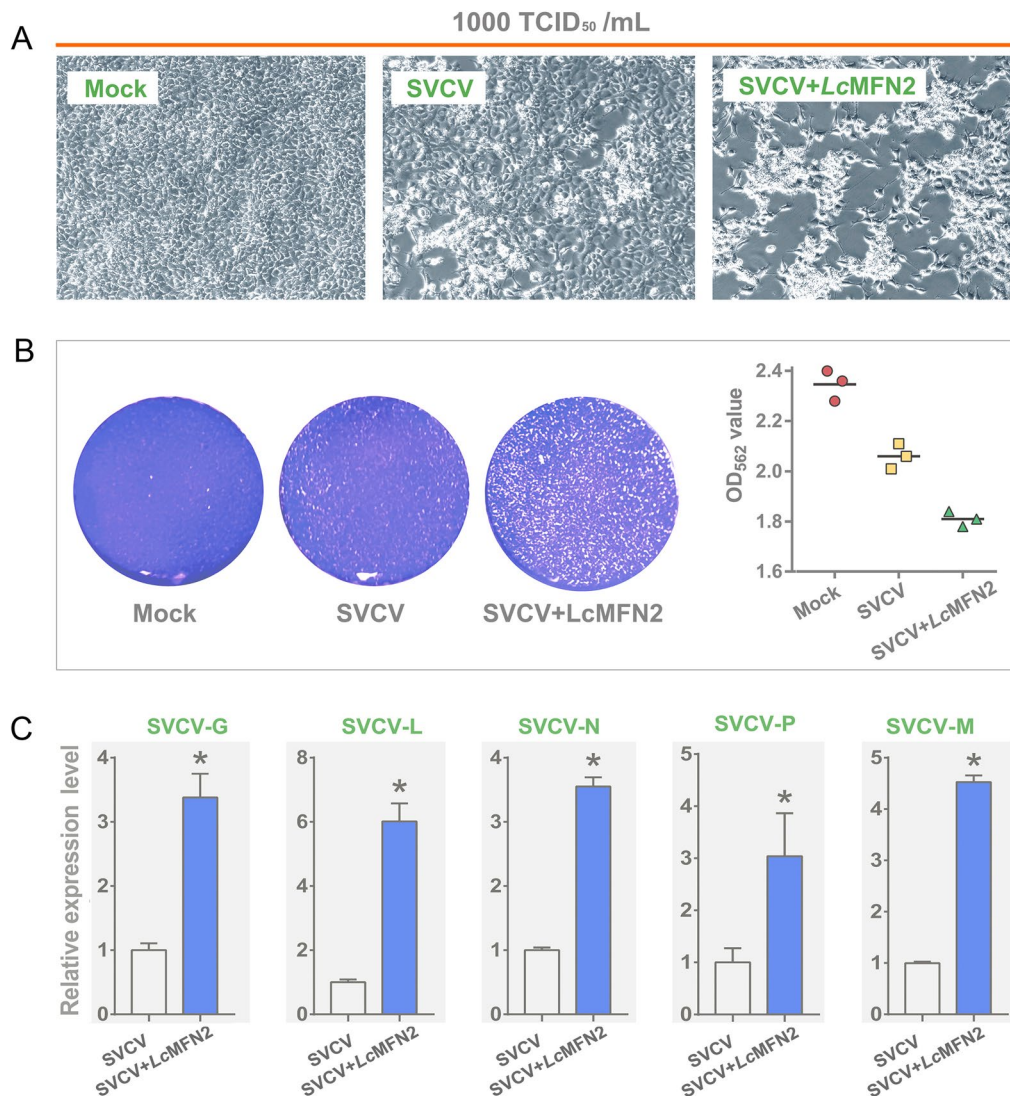 1000 TCID₅₀ /mL
A
Mock
SVCV
SVCV+LcMFN2
B
Mock
SVCV
SVCV+LcMFN2
OD₅₆₂ value
2.4
2.2
2.0
1.8
1.6
Mock
SVCV
SVCV+LcMFN2
C
Relative expression level
SVCV-G
4
3
2
1
0
*
SVCV
SVCV+LcMFN2
SVCV-L
8
6
4
2
0
*
SVCV
SVCV+LcMFN2
SVCV-N
4
3
2
1
0
*
SVCV
SVCV+LcMFN2
SVCV-P
5
4
3
2
1
0
*
SVCV
SVCV+LcMFN2
SVCV-M
5
4
3
2
1
0
*
SVCV
SVCV+LcMFN2